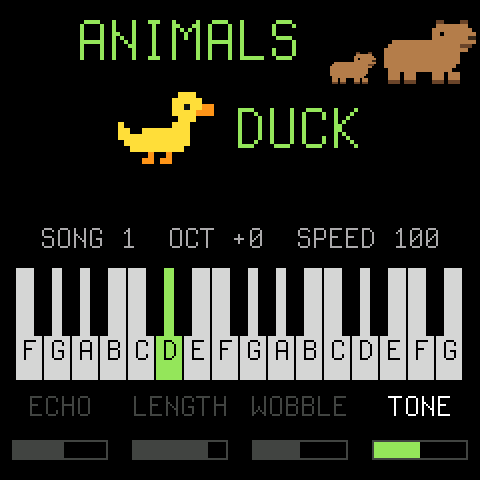 ANIMALS
DUCK
SONG 1 OCT +0 SPEED 100
F G A B C D E F G A B C D E F G
ECHO LENGTH WOBBLE TONE